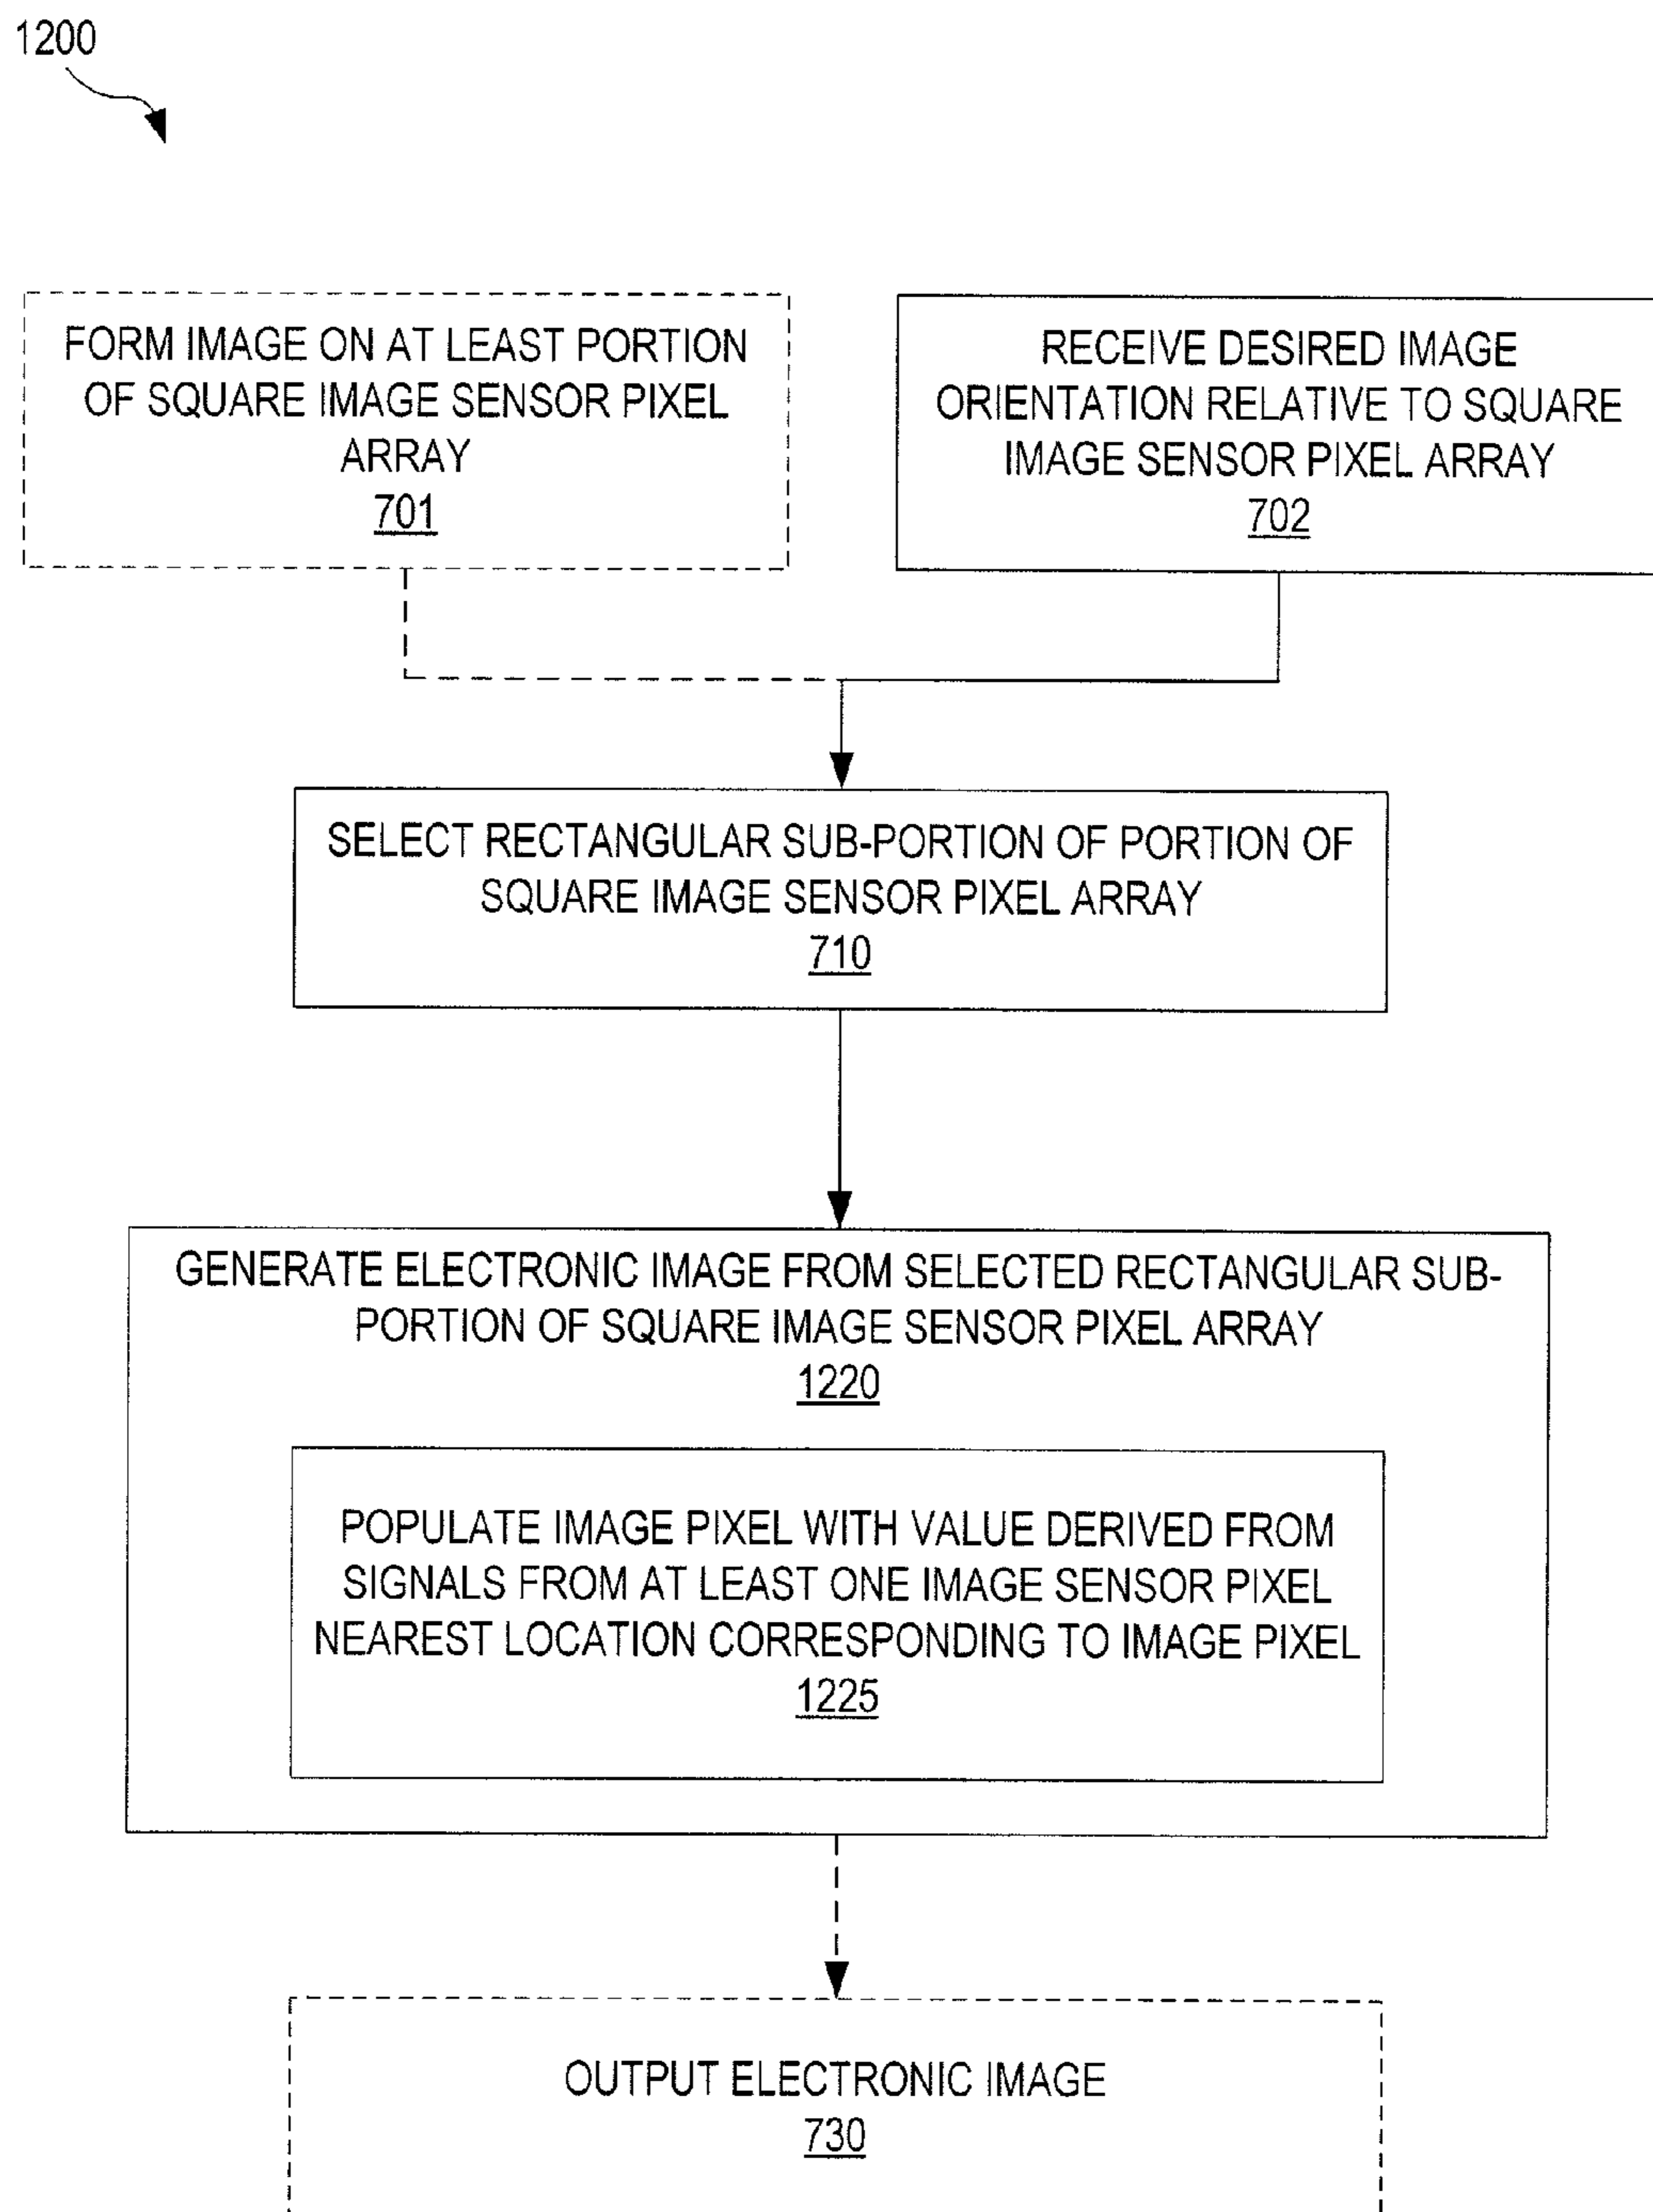 1200
FORM IMAGE ON AT LEAST PORTION
OF SQUARE IMAGE SENSOR PIXEL
ARRAY
701
RECEIVE DESIRED IMAGE
ORIENTATION RELATIVE TO SQUARE
IMAGE SENSOR PIXEL ARRAY
702
SELECT RECTANGULAR SUB-PORTION OF PORTION OF
SQUARE IMAGE SENSOR PIXEL ARRAY
710
GENERATE ELECTRONIC IMAGE FROM SELECTED RECTANGULAR SUB-
PORTION OF SQUARE IMAGE SENSOR PIXEL ARRAY
1220
POPULATE IMAGE PIXEL WITH VALUE DERIVED FROM
SIGNALS FROM AT LEAST ONE IMAGE SENSOR PIXEL
NEAREST LOCATION CORRESPONDING TO IMAGE PIXEL
1225
OUTPUT ELECTRONIC IMAGE
730